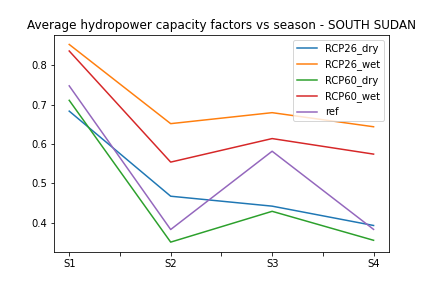 Average hydropower capacity factors vs season - SOUTH SUDAN
RCP26_dry
RCP26_wet
RCP60_dry
RCP60_wet
ref
0.8
0.7
0.6
0.5
0.4
S1 S2 S3 S4